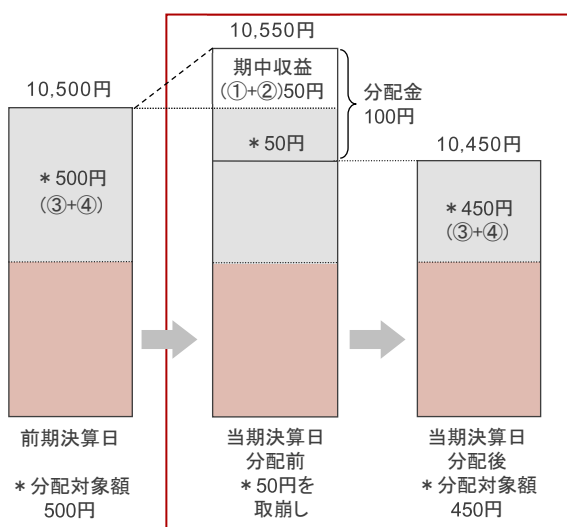 10,550円
10,500円
期中収益
(①+②)50円
分配金
100円
＊50円
10,450円
＊500円
(③+④)
＊450円
(③+④)
前期決算日
＊分配対象額
500円
当期決算日
分配前
＊50円を
取崩し
当期決算日
分配後
＊分配対象額
450円